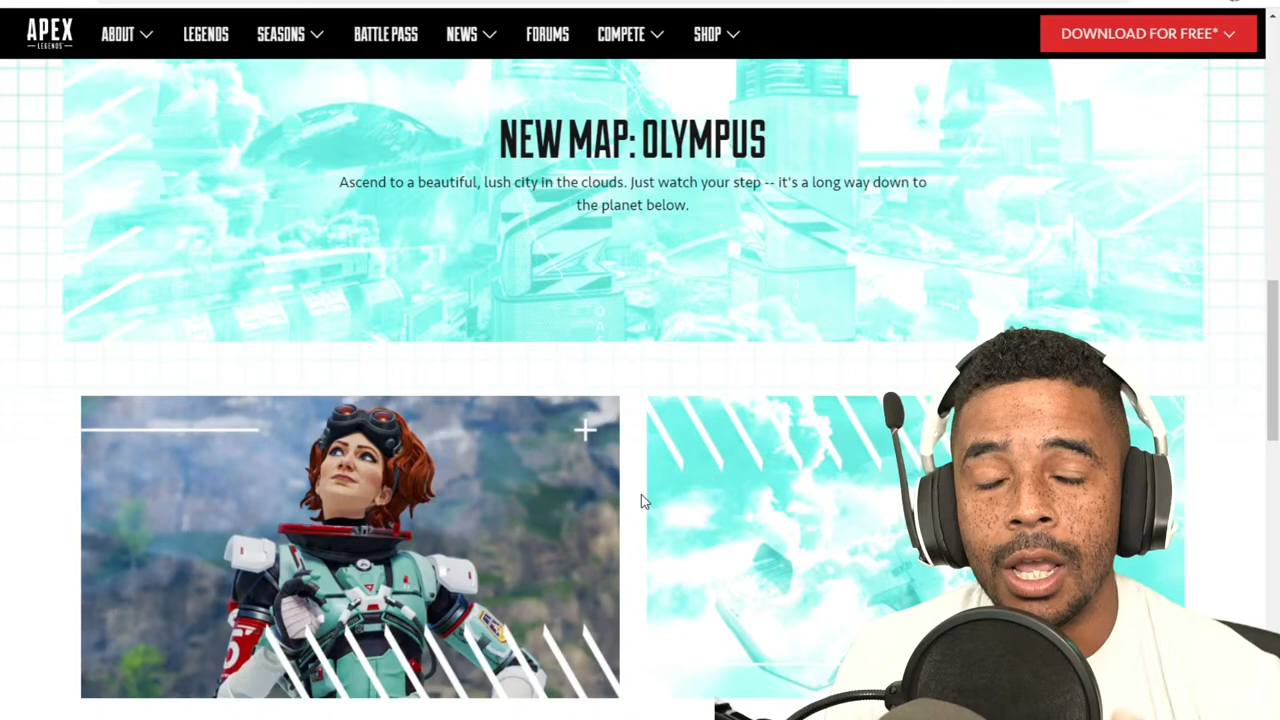 APEX
LEGENDS
ABOUT
LEGENDS
SEASONS
BATTLE PASS
NEWS
FORUMS
COMPETE
SHOP
DOWNLOAD FOR FREE*
NEW MAP: OLYMPUS
Ascend to a beautiful, lush city in the clouds. Just watch your step -- it's a long way down to
the planet below.